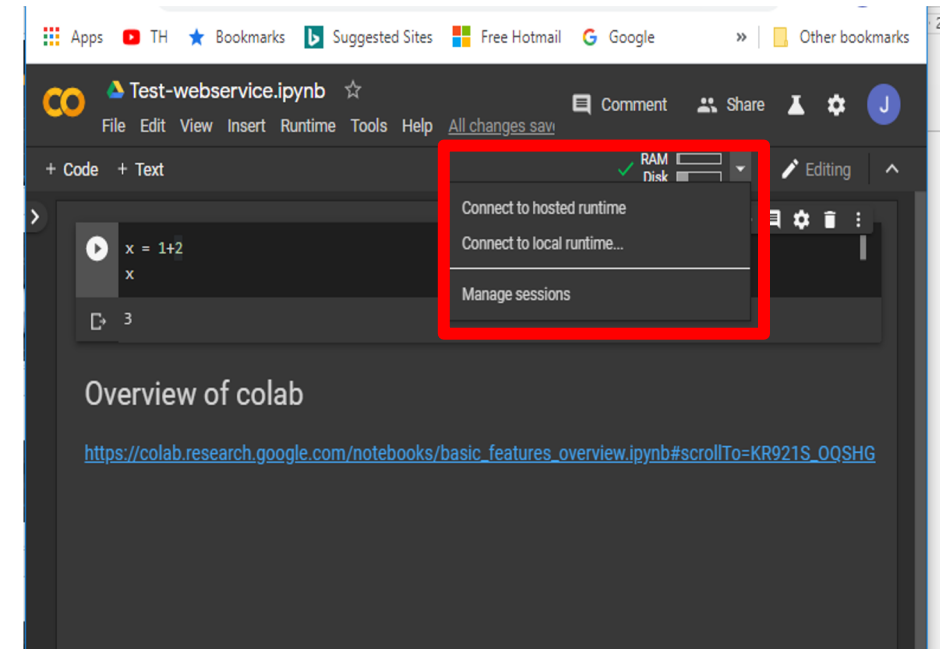 Apps TH Bookmarks Suggested Sites Free Hotmail Google » Other bookmarks
Test-webservice.ipynb
Comment Share J
File Edit View Insert Runtime Tools Help All changes sav
+ Code + Text RAM Editing
Disk
Connect to hosted runtime
x = 1+2
Connect to local runtime...
x
Manage sessions
3
Overview of colab
https://colab.research.google.com/notebooks/basic_features_overview.ipynb#scrollTo=KR921S_OQSHG